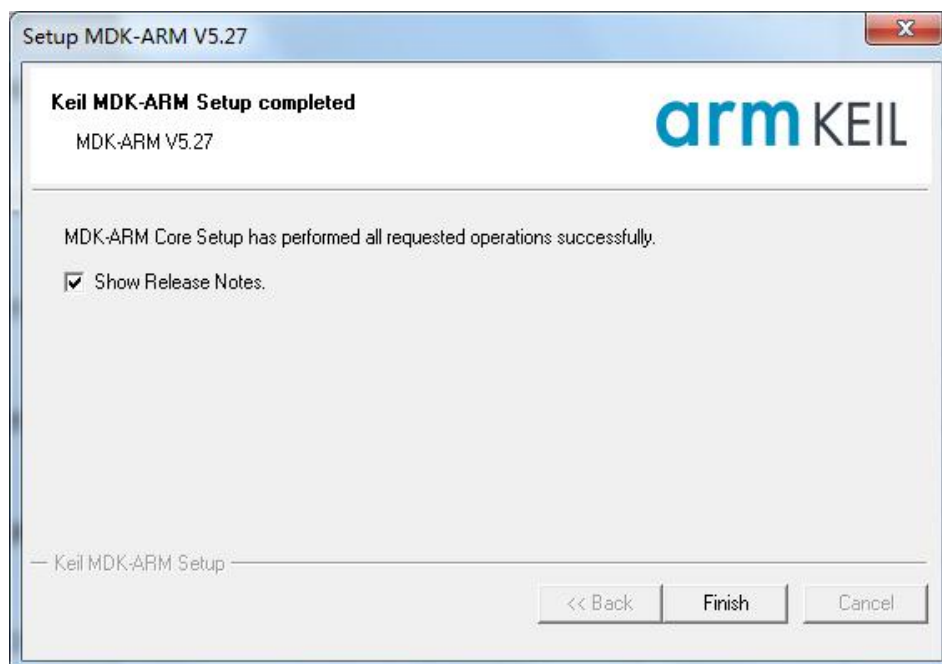 Setup MDK-ARM V5.27
X
Keil MDK-ARM Setup completed
MDK-ARM V5.27
arm KEIL
MDK-ARM Core Setup has performed all requested operations successfully.
Show Release Notes.
Keil MDK-ARM Setup
<< Back Finish Cancel